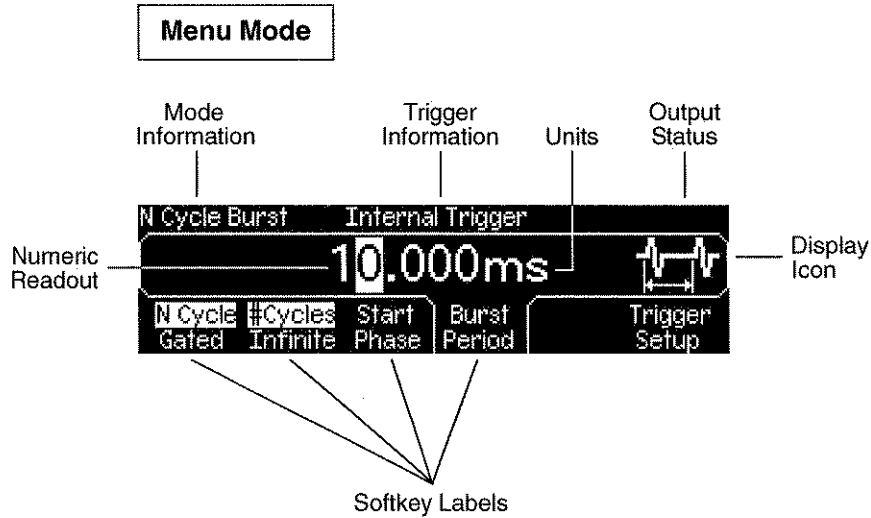 Menu Mode
Mode
Information
Trigger
Information
Units
Output
Status
N Cycle Burst
Internal Trigger
Numeric
Readout
10.000ms
Display
Icon
N Cycle
Gated
#Cycles
Infinite
Start
Phase
Burst
Period
Trigger
Setup
Softkey Labels